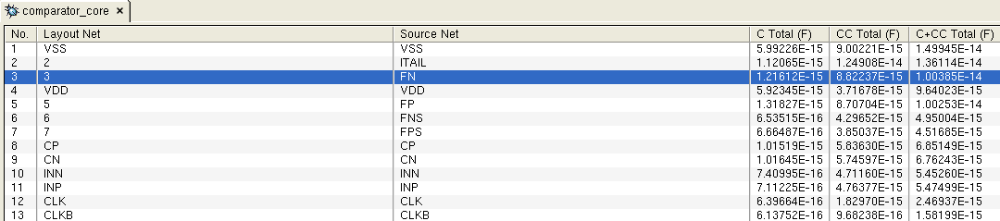 comparator_core
No. Layout Net Source Net C Total (F) CC Total (F) C+CC Total (F)
1 VSS VSS 5.99226E-15 9.00221E-15 1.49945E-14
2 2 ITAIL 1.12065E-15 1.24908E-14 1.36114E-14
3 3 FN 1.21612E-15 8.82237E-15 1.00385E-14
4 VDD VDD 5.92345E-15 3.71678E-15 9.64023E-15
5 5 FP 1.31827E-15 8.70704E-15 1.00253E-14
6 6 FNS 6.53515E-16 4.29652E-15 4.95004E-15
7 7 FPS 6.66487E-16 3.85037E-15 4.51685E-15
8 CP CP 1.01519E-15 5.83630E-15 6.85149E-15
9 CN CN 1.01645E-15 5.74597E-15 6.76243E-15
10 INN INN 7.40995E-16 4.71160E-15 5.45260E-15
11 INP INP 7.11225E-16 4.76377E-15 5.47499E-15
12 CLK CLK 6.39664E-16 1.82970E-15 2.46937E-15
13 CLKB CLKB 6.13752E-16 9.68238E-16 1.58199E-15